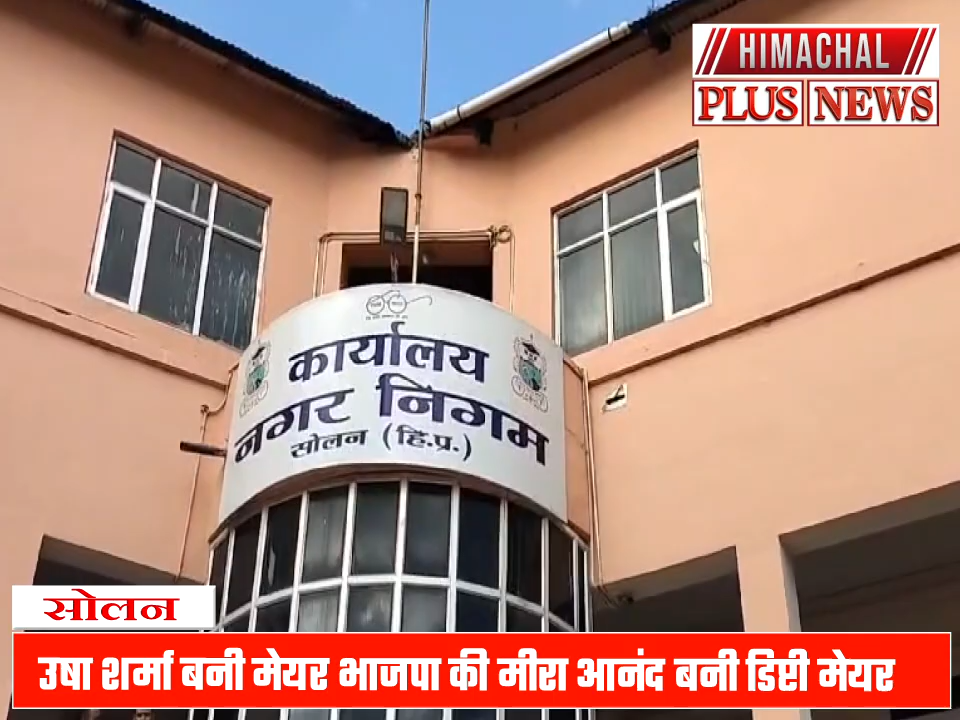 HIMACHAL
PLUS NEWS
कार्यालय
नगर निगम
सोलन (हि.प्र.)
सोलन
उषा शर्मा बनी मेयर भाजपा की मीरा आनंद बनी डिप्टी मेयर